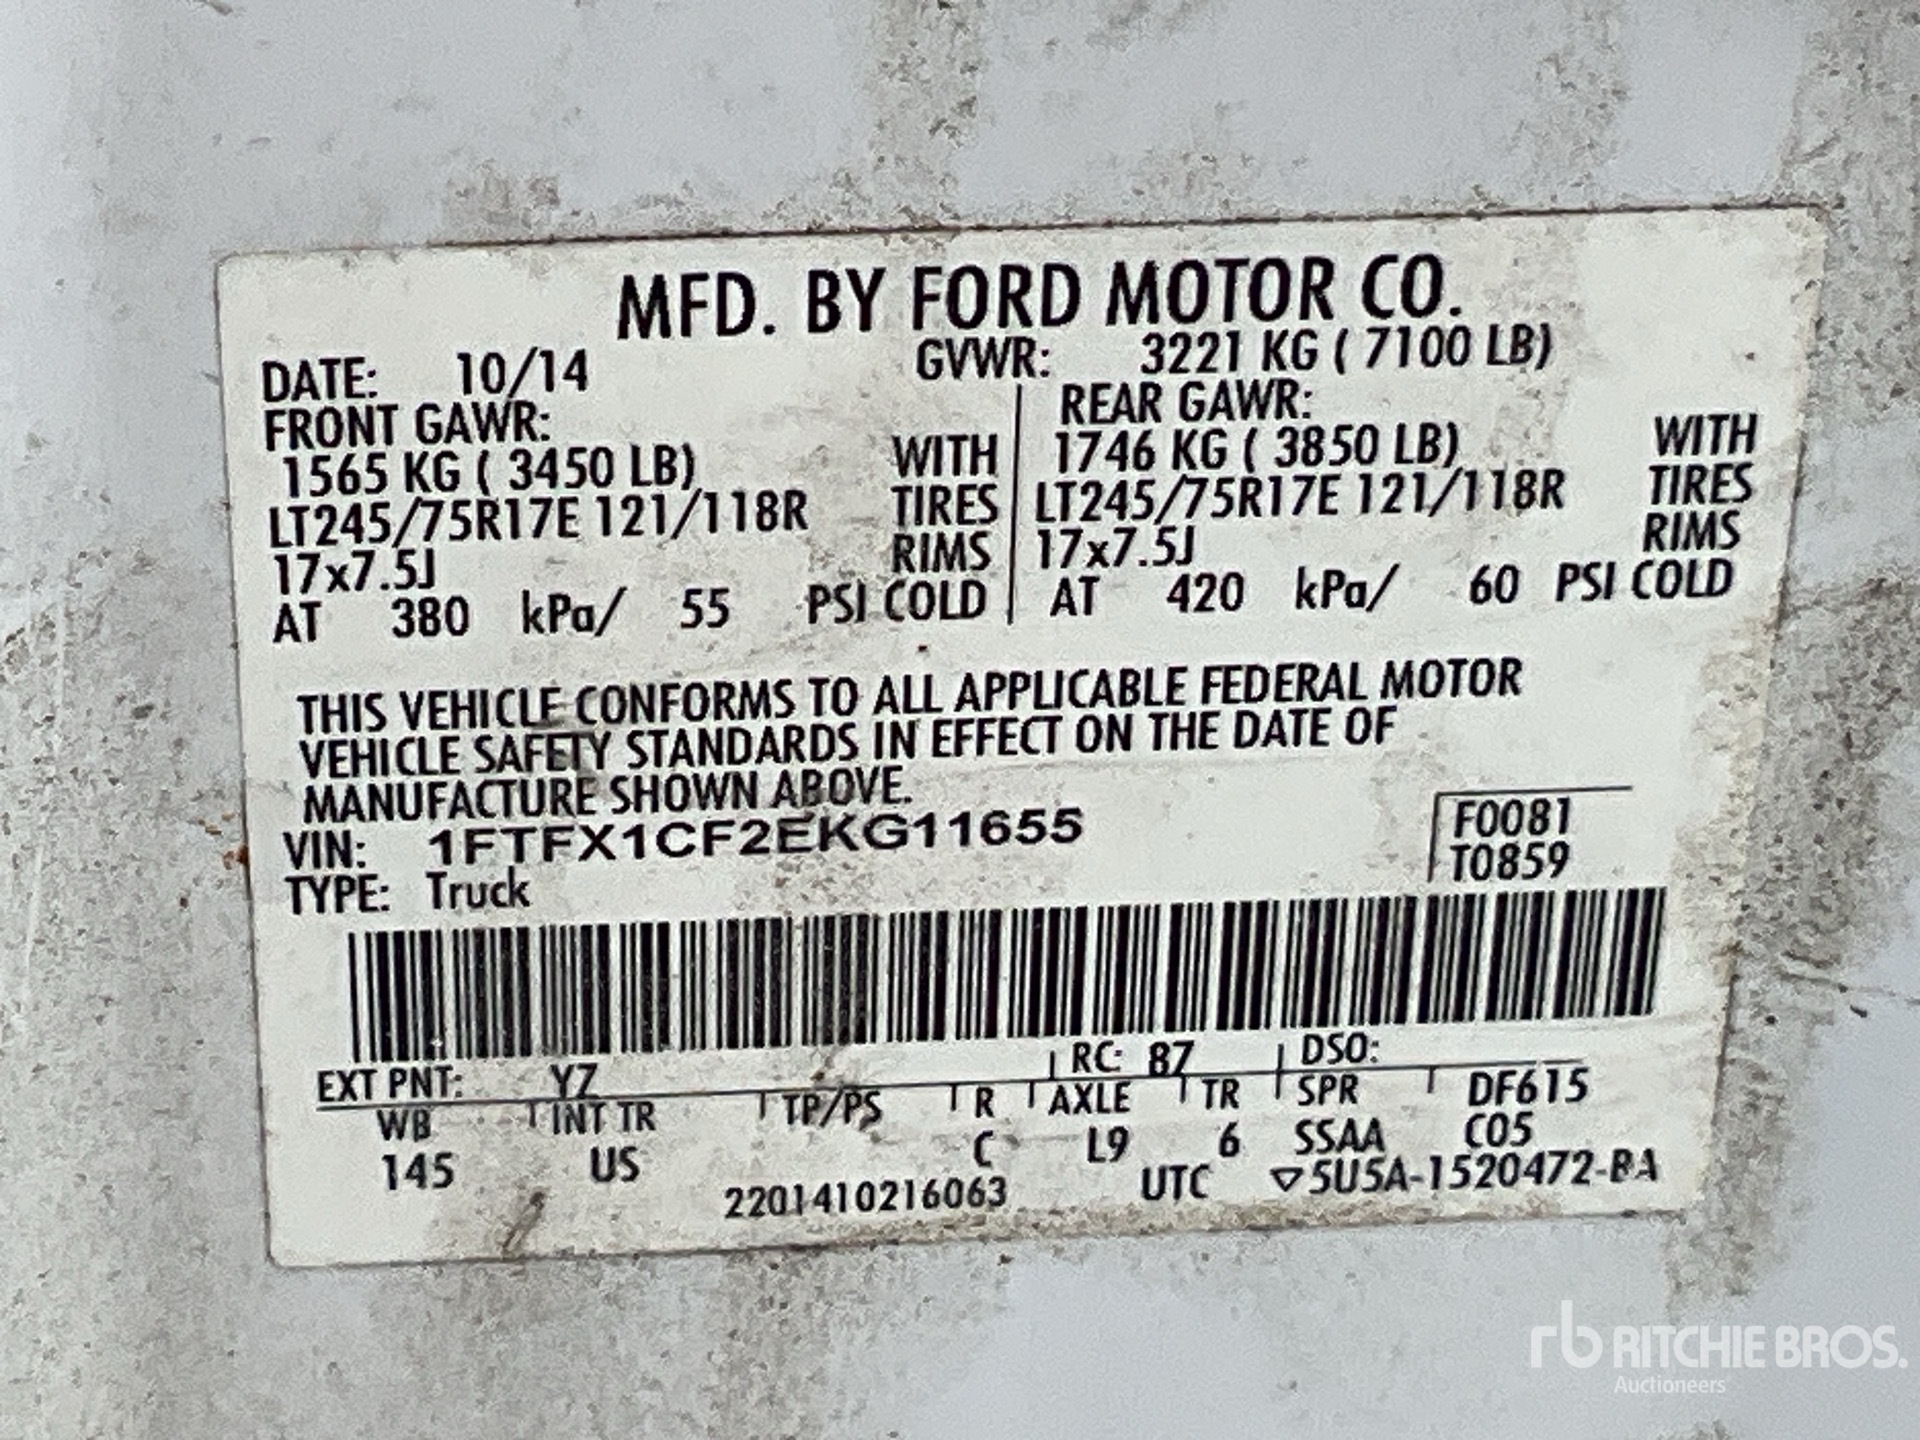 MFD. BY FORD MOTOR CO.
DATE: 10/14 GVWR: 3221 KG ( 7100 LB)
FRONT GAWR: REAR GAWR:
1565 KG ( 3450 LB) WITH 1746 KG ( 3850 LB) WITH
LT245/75R17E 121/118R TIRES LT245/75R17E 121/118R TIRES
17x7.5J RIMS 17x7.5J RIMS
AT 380 kPa/ 55 PSI COLD AT 420 kPa/ 60 PSI COLD
THIS VEHICLE CONFORMS TO ALL APPLICABLE FEDERAL MOTOR
VEHICLE SAFETY STANDARDS IN EFFECT ON THE DATE OF
MANUFACTURE SHOWN ABOVE.
VIN: 1FTFX1CF2EKG11655 F0081
TYPE: Truck T0859
EXT PNT: YZ RC: 87 DSO:
WB INT TR TP/PS R AXLE TR SPR DF615
145 US C L9 6 SSAA C05
2201410216063 UTC ▽5U5A-1520472-BA
rb RITCHIE BROS.
Auctioneers